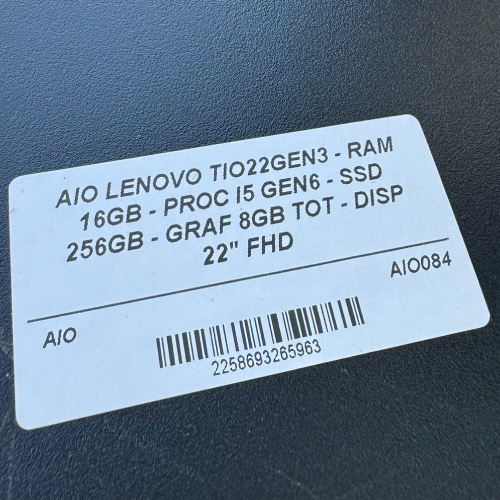 AIO LENOVO TIO22GEN3 - RAM
16GB - PROC I5 GEN6 - SSD
256GB - GRAF 8GB TOT - DISP
22" FHD
AIO
AIO084
2258693265963